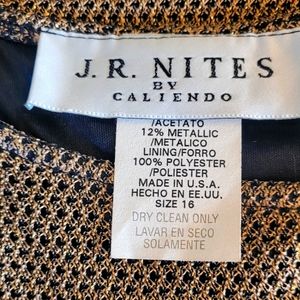 J.R. NITES
BY
CALIENDO
/ACETATO
12% METALLIC
/METALICO
LINING/FORRO
100% POLYESTER
/POLIESTER
MADE IN U.S.A.
HECHO EN EE.UU.
SIZE 16
DRY CLEAN ONLY
LAVAR EN SECO
SOLAMENTE